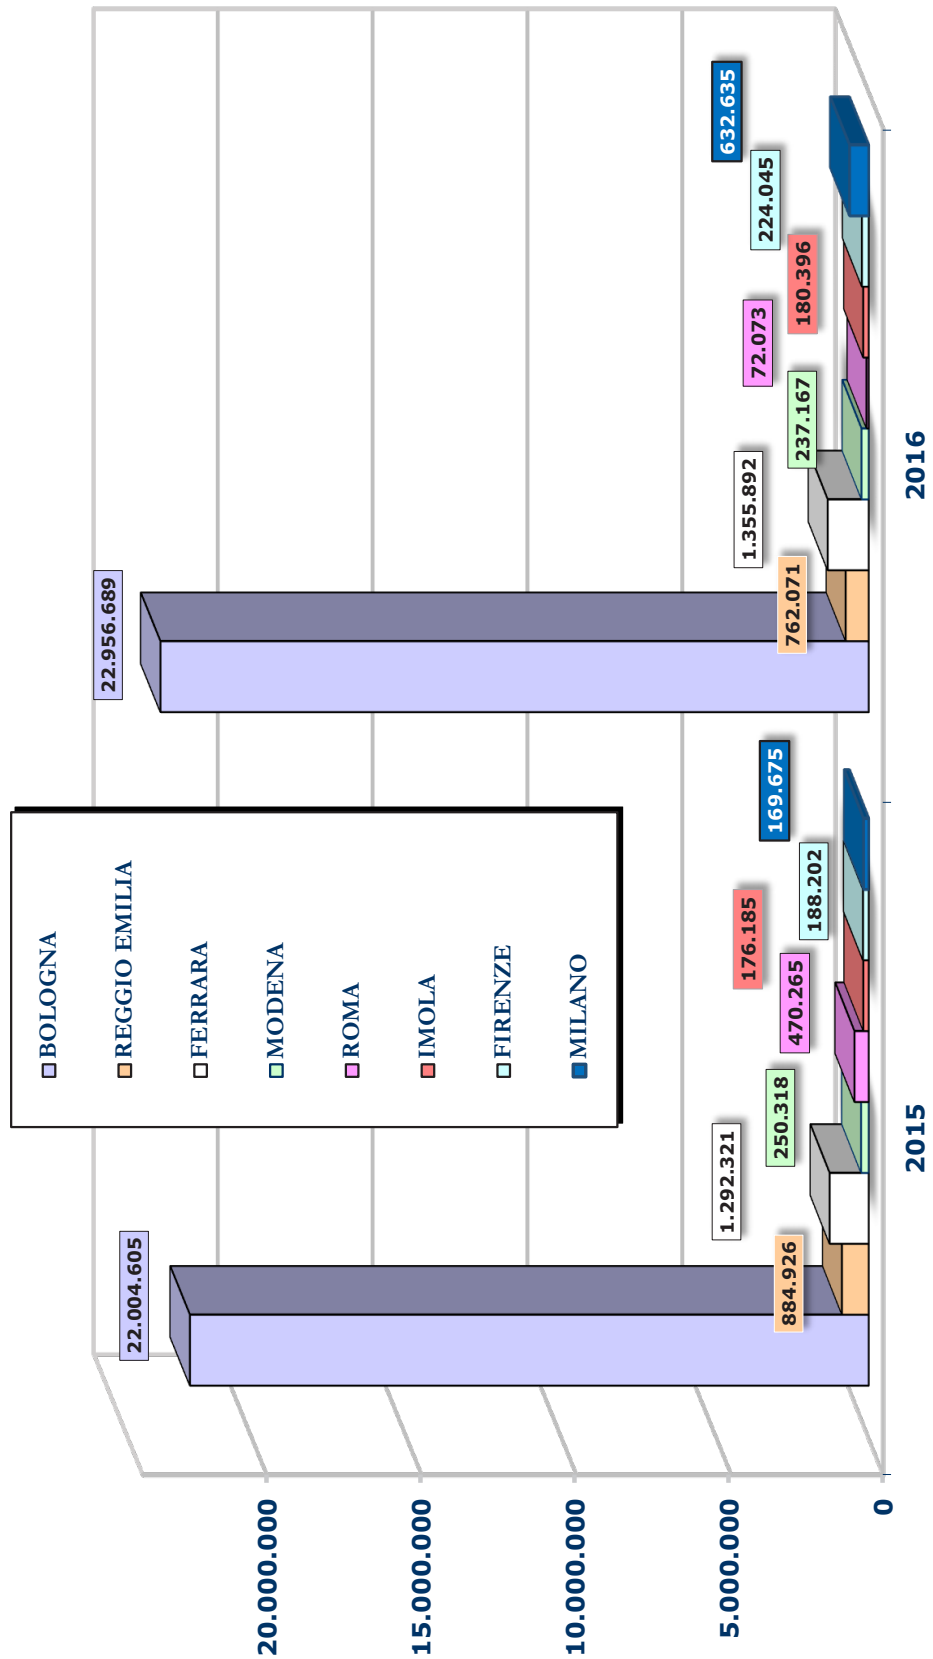 BOLOGNA
REGGIO EMILIA
FERRARA
MODENA
ROMA
IMOLA
FIRENZE
MILANO
20.000.000
15.000.000
10.000.000
5.000.000
0
22.004.605
884.926
1.292.321
250.318
470.265
176.185
188.202
169.675
22.956.689
762.071
1.355.892
237.167
72.073
180.396
224.045
632.635
2015
2016